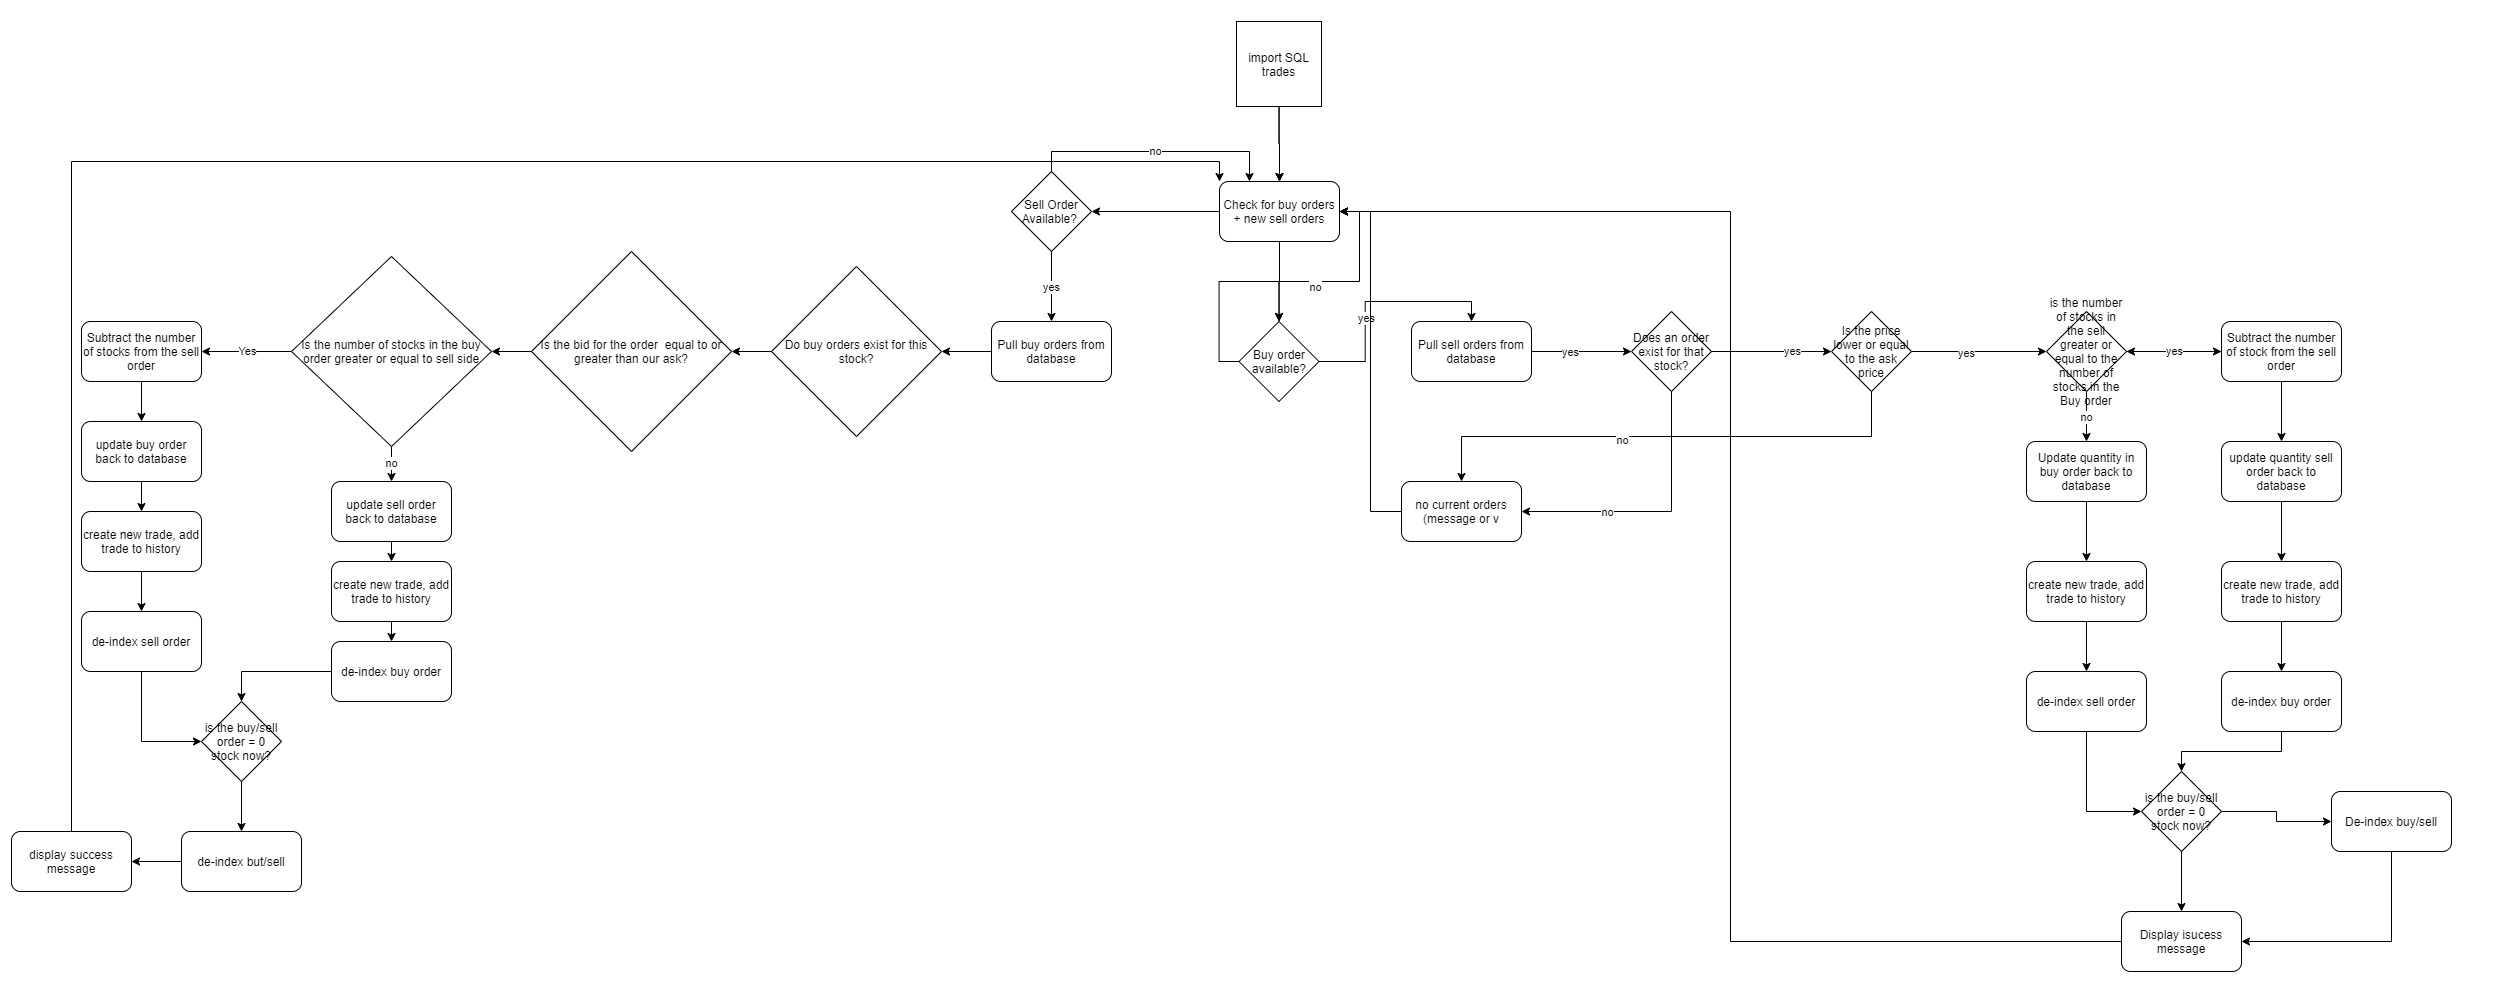 import SQL
trades
no
Sell Order
Available?
Check for buy orders
+ new sell orders
yes
no
yes
Subtract the number
of stocks from the sell
order
Yes
Is the number of stocks in the buy
order greater or equal to sell side
Is the bid for the order equal to or
greater than our ask?
Do buy orders exist for this
stock?
Pull buy orders from
database
Buy order
available?
Pull sell orders from
database
yes
Does an order
exist for that
stock?
yes
Is the price
lower or equal
to the ask
price
yes
is the number
of stocks in
the sell
greater or
equal to the
number of
stocks in the
Buy order
yes
Subtract the number
of stock from the sell
order
no
no
update buy order
back to database
no
update sell order
back to database
no current orders
(message or v
no
Update quantity in
buy order back to
database
update quantity sell
order back to
database
create new trade, add
trade to history
create new trade, add
trade to history
create new trade, add
trade to history
create new trade, add
trade to history
de-index sell order
de-index buy order
de-index sell order
de-index buy order
is the buy/sell
order = 0
stock now?
is the buy/sell
order = 0
stock now?
De-index buy/sell
display success
message
de-index but/sell
Display isucess
message